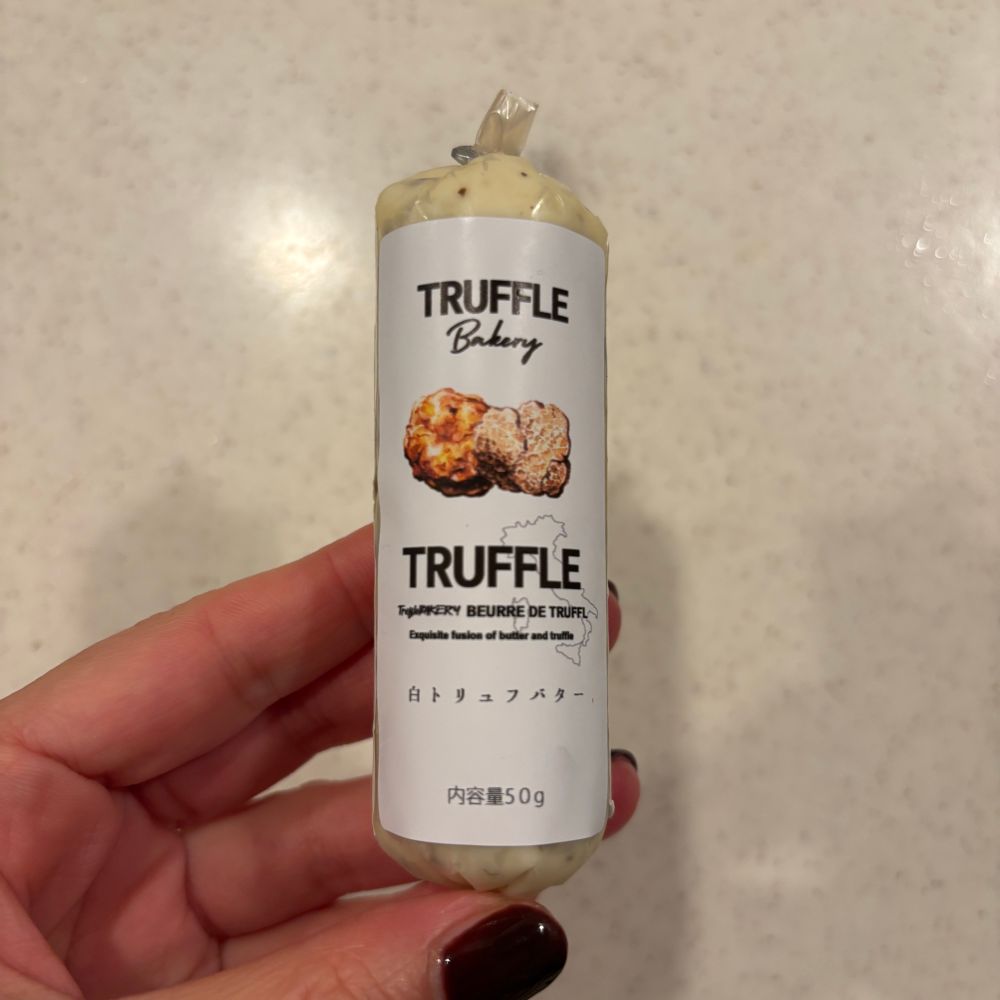 TRUFFLE
Bakery
TRUFFLE
BAKERY BEURRE DE TRUFFL
Exquisite fusion of butter and truffle
白トリュフバター
内容量50g